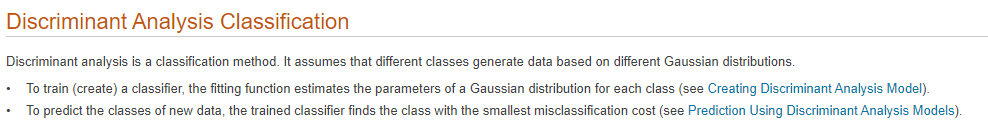 Discriminant Analysis Classification
Discriminant analysis is a classification method. It assumes that different classes generate data based on different Gaussian distributions.
• To train (create) a classifier, the fitting function estimates the parameters of a Gaussian distribution for each class (see Creating Discriminant Analysis Model).
• To predict the classes of new data, the trained classifier finds the class with the smallest misclassification cost (see Prediction Using Discriminant Analysis Models).